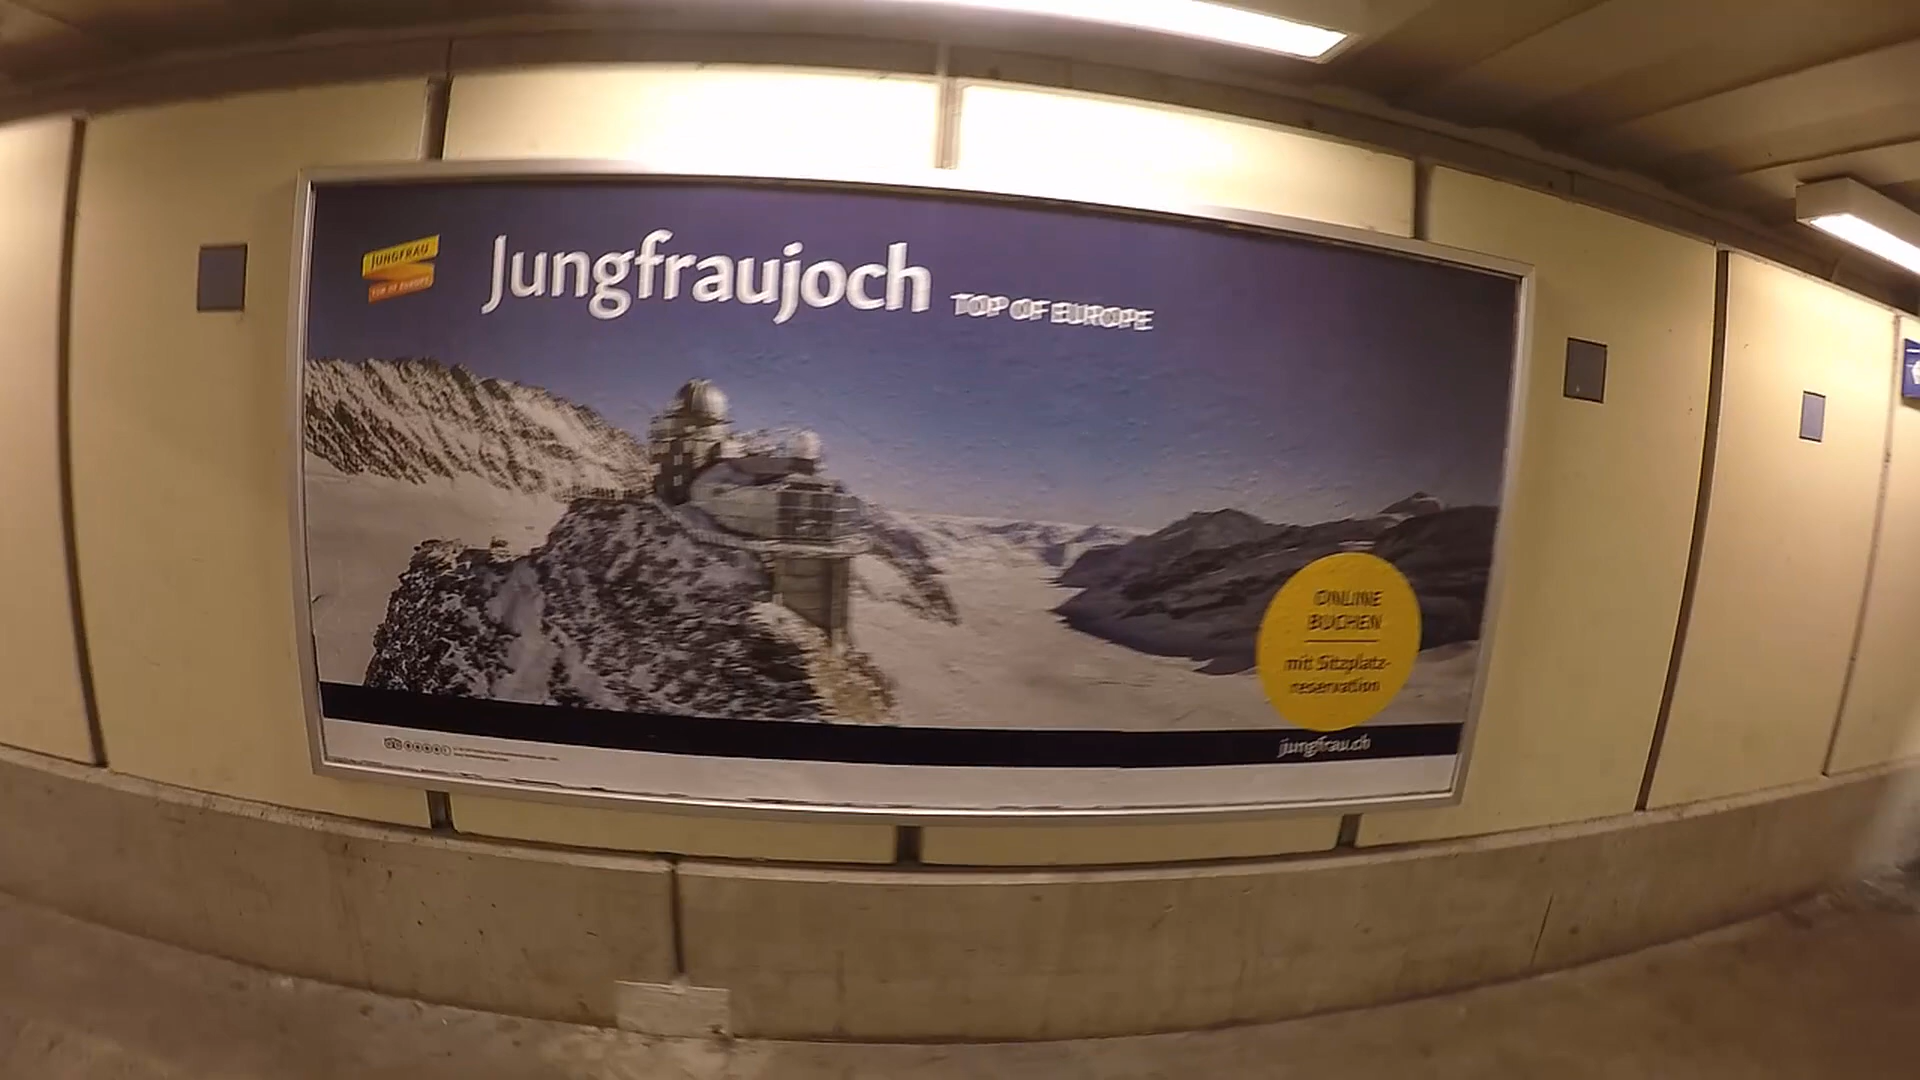 JUNGFRAU
TOP OF EUROPE
Jungfraujoch TOP OF EUROPE
ONLINE
BUCHEN
mit Sitzplatz-
reservation
jungfrau.ch